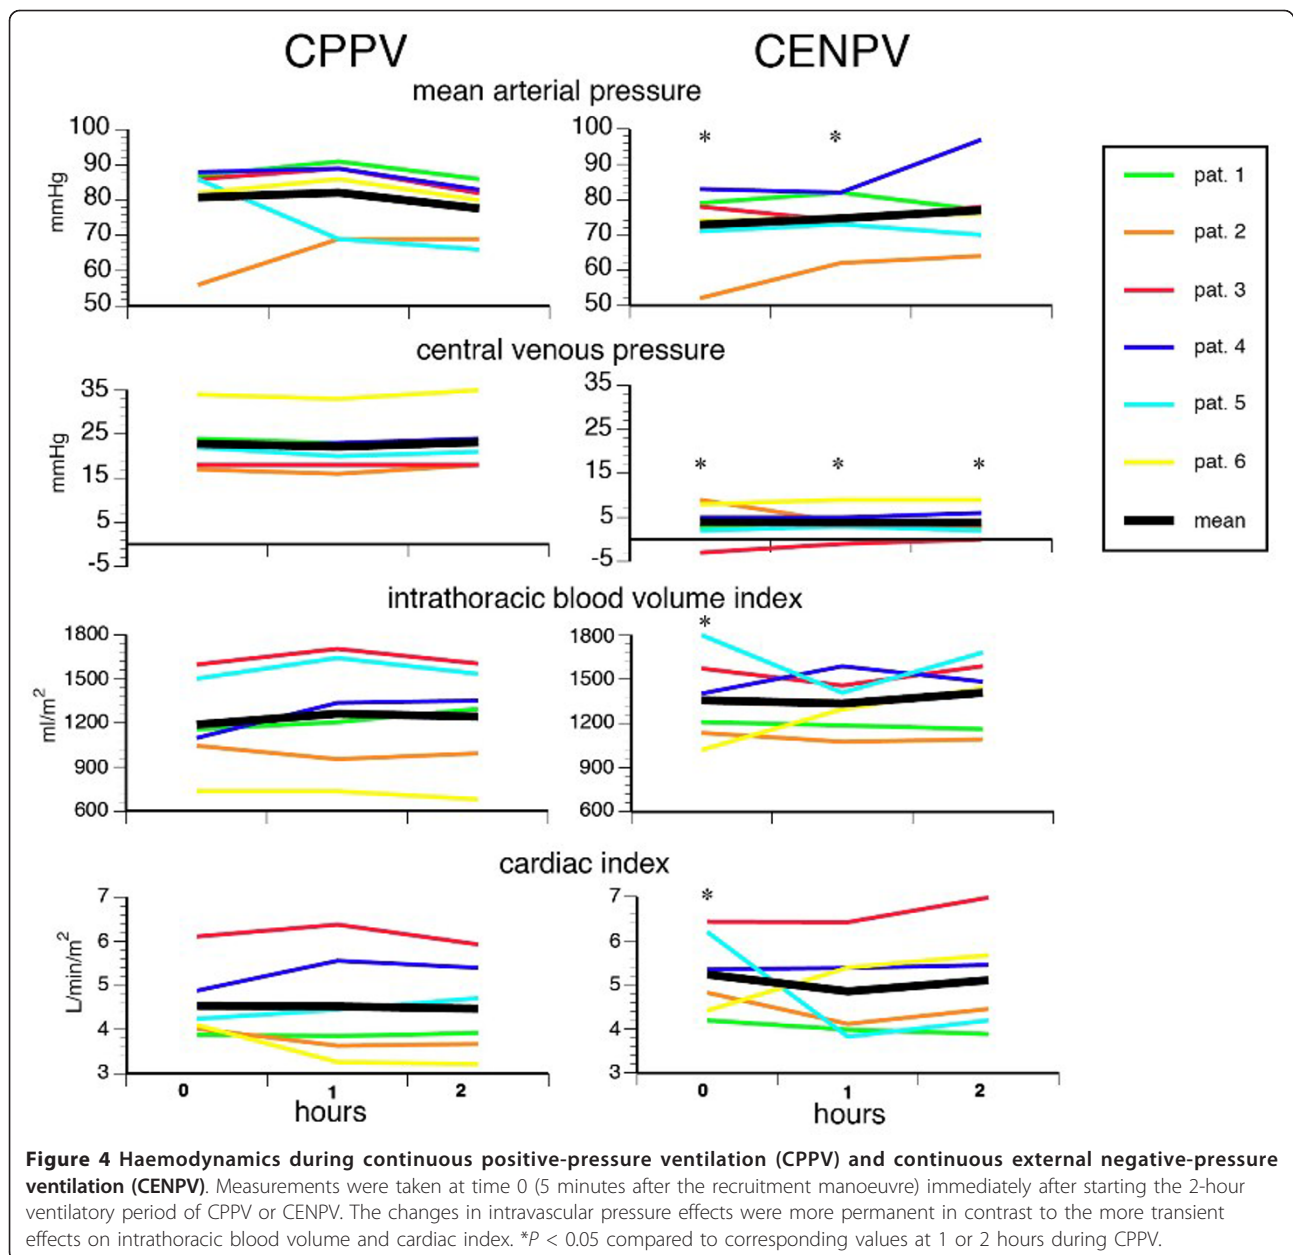 CPPV CENPV
mean arterial pressure
100 100
90 90
80 80
70 70
60 60
50 50
mmHg
* *
pat. 1
pat. 2
pat. 3
pat. 4
pat. 5
pat. 6
mean
central venous pressure
35 35
25 25
15 15
5 5
-5 -5
mmHg
* * *
intrathoracic blood volume index
1800 1800
1500 1500
1200 1200
900 900
600 600
ml/m²
*
cardiac index
7 7
6 6
5 5
4 4
3 3
L/min/m²
*
0 1 2 0 1 2
hours hours
Figure 4 Haemodynamics during continuous positive-pressure ventilation (CPPV) and continuous external negative-pressure
ventilation (CENPV). Measurements were taken at time 0 (5 minutes after the recruitment manoeuvre) immediately after starting the 2-hour
ventilatory period of CPPV or CENPV. The changes in intravascular pressure effects were more permanent in contrast to the more transient
effects on intrathoracic blood volume and cardiac index. *P < 0.05 compared to corresponding values at 1 or 2 hours during CPPV.